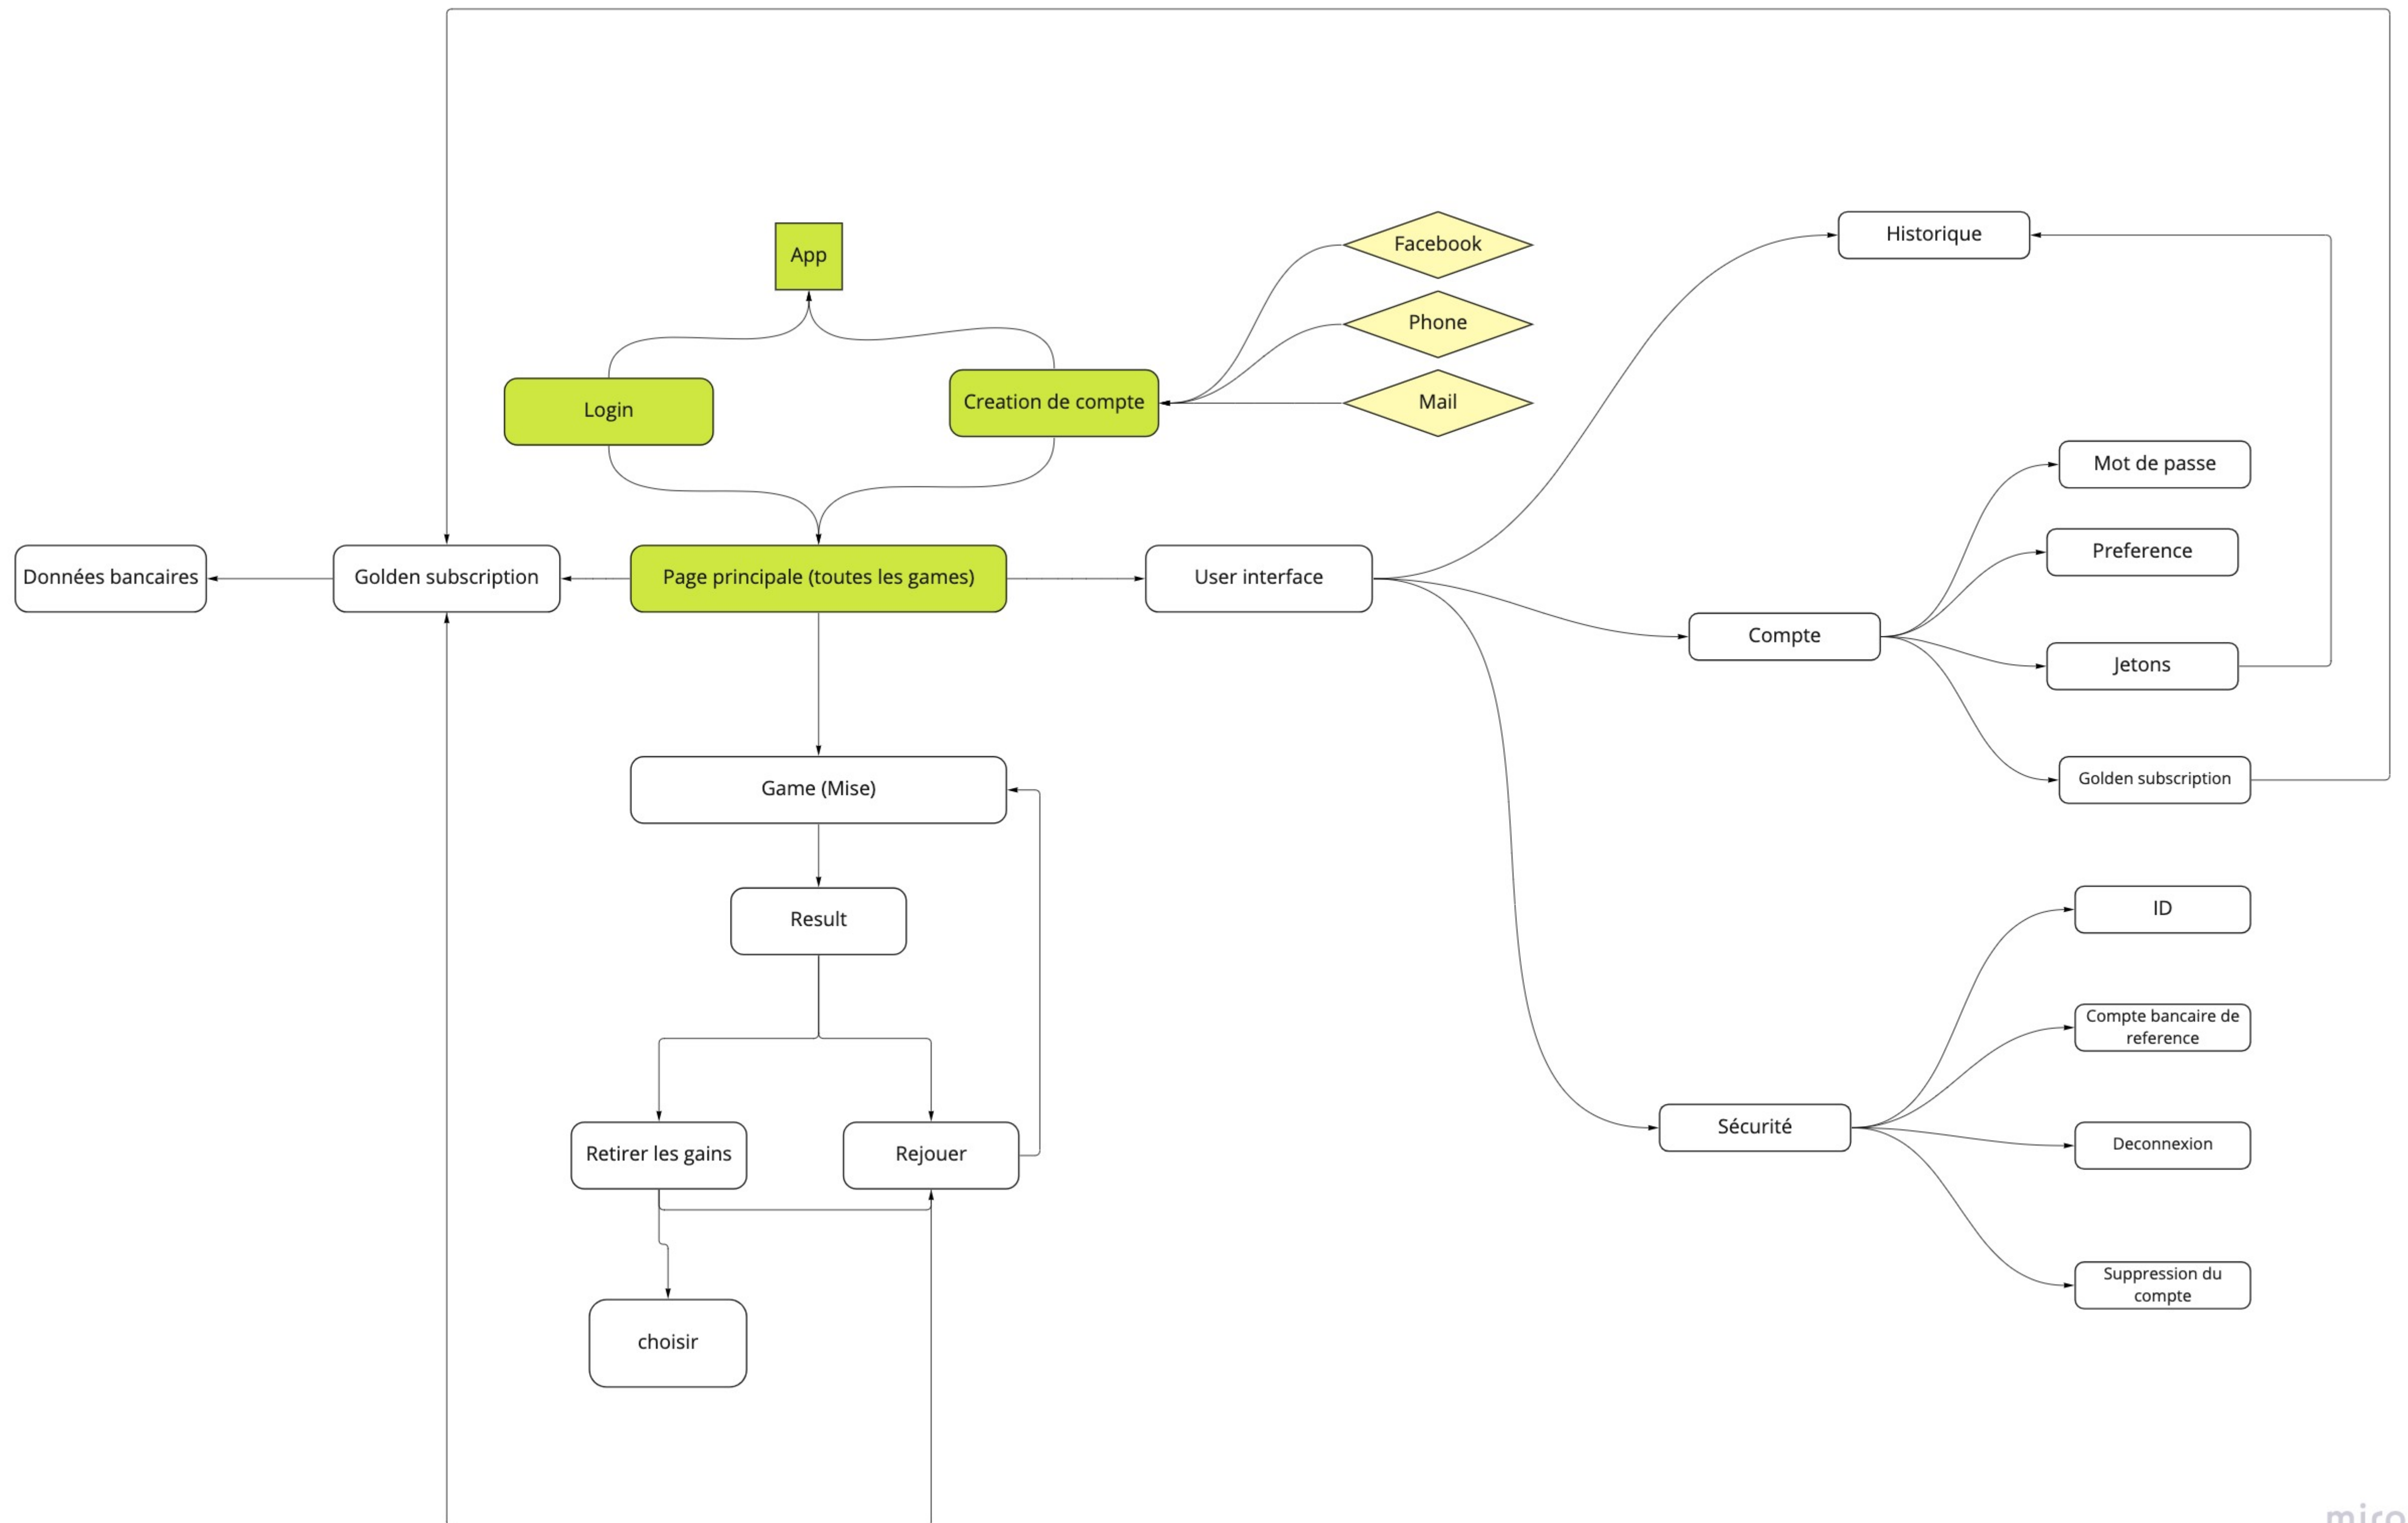 App
Facebook
Phone
Mail
Login
Creation de compte
Historique
Mot de passe
Preference
Données bancaires
Golden subscription
Page principale (toutes les games)
User interface
Compte
Jetons
Golden subscription
Game (Mise)
Result
ID
Compte bancaire de
reference
Sécurité
Deconnexion
Retirer les gains
Rejouer
Suppression du
compte
choisir
miro